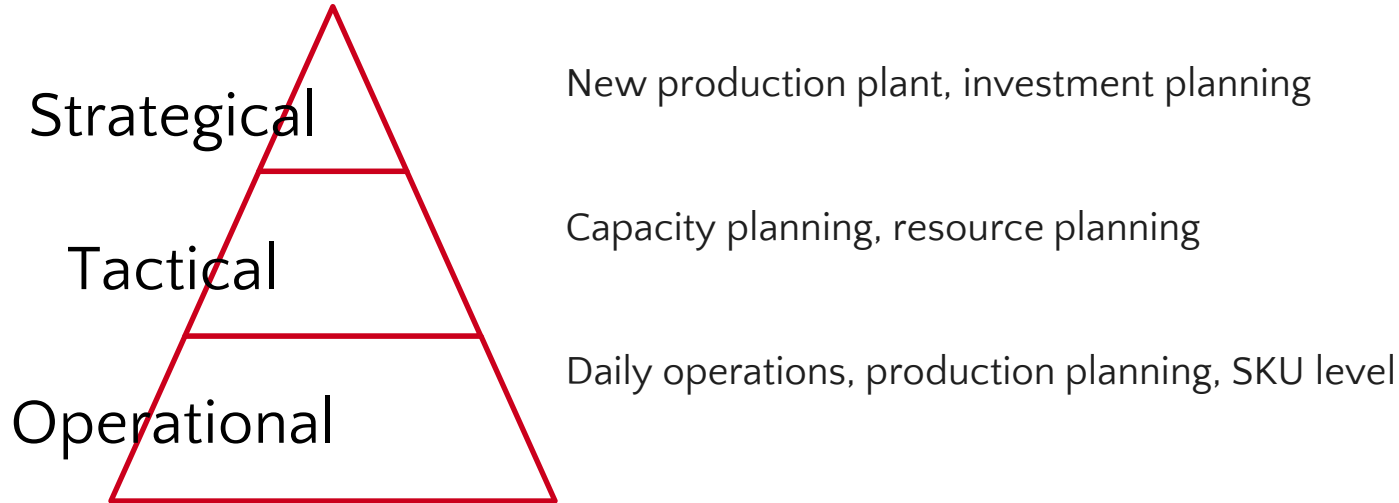 Strategical
New production plant, investment planning
Tactical
Capacity planning, resource planning
Operational
Daily operations, production planning, SKU level